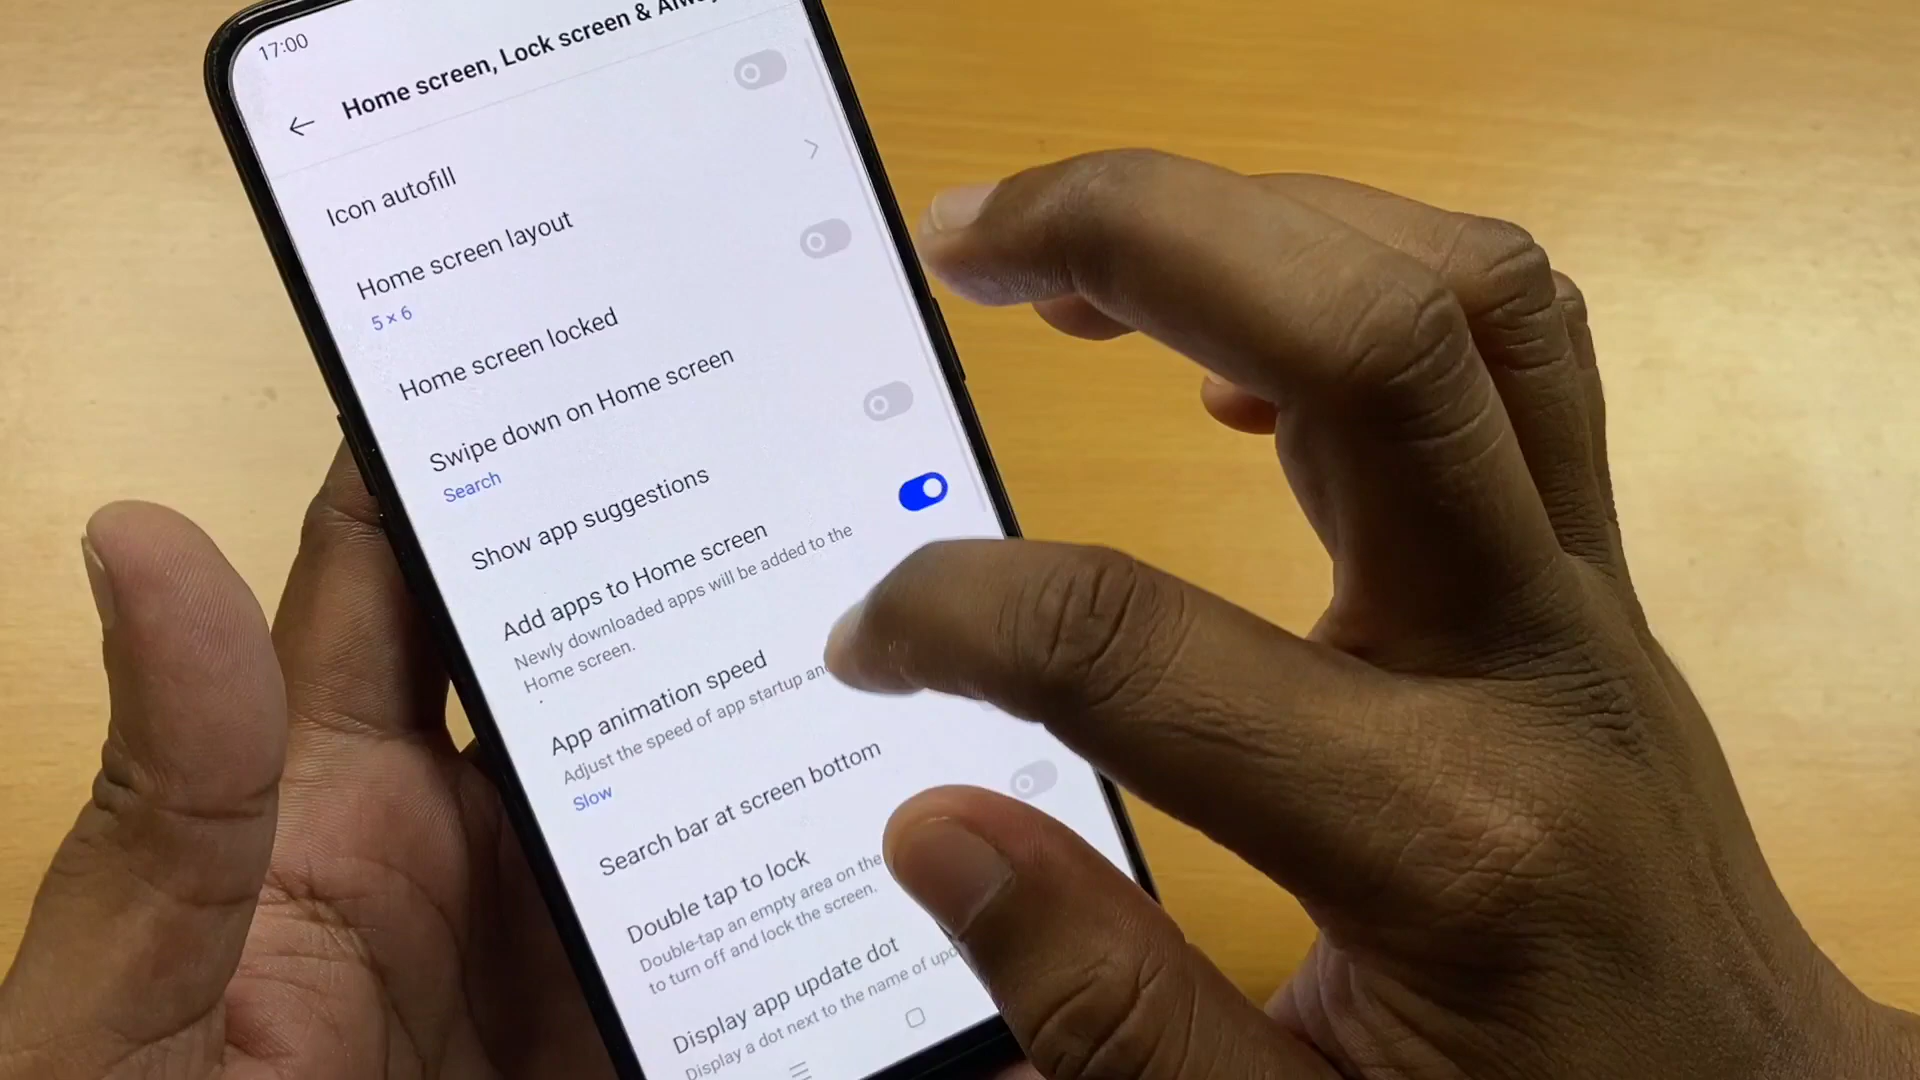 17:00
Home screen, Lock screen &
Icon autofill
Home screen layout
5 × 6
Home screen locked
Swipe down on Home screen
Search
Show app suggestions
Add apps to Home screen
Newly downloaded apps will be added to the
Home screen.
App animation speed
Adjust the speed of app startup
Slow
Search bar at screen bottom
Double tap to lock
Double-tap an empty area on the
to turn off and lock the screen.
Display app update dot
Display a dot next to the name of